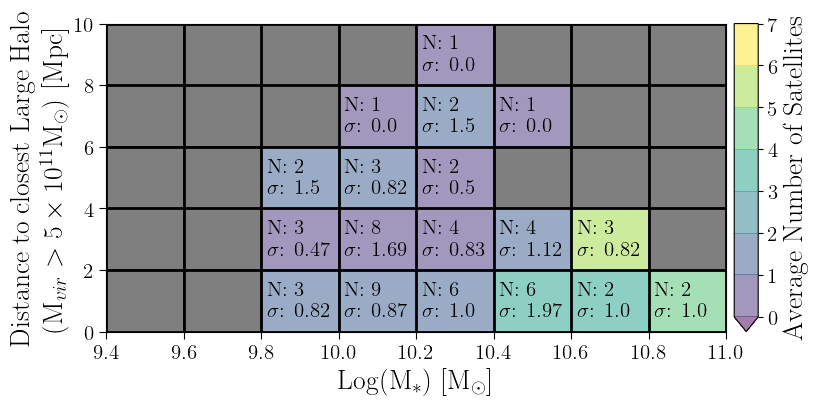 Distance to closest Large Halo
(M_{vir} > 5 × 10^{11}M_⊙) [Mpc]
10
8
6
4
2
0
N: 1
σ: 0.0
N: 1
σ: 0.0
N: 2
σ: 1.5
N: 1
σ: 0.0
N: 2
σ: 1.5
N: 3
σ: 0.82
N: 2
σ: 0.5
N: 3
σ: 0.47
N: 8
σ: 1.69
N: 4
σ: 0.83
N: 4
σ: 1.12
N: 3
σ: 0.82
N: 3
σ: 0.82
N: 9
σ: 0.87
N: 6
σ: 1.0
N: 6
σ: 1.97
N: 2
σ: 1.0
N: 2
σ: 1.0
9.4 9.6 9.8 10.0 10.2 10.4 10.6 10.8 11.0
Log(M_*) [M_⊙]
7
6
5
4
3
2
1
0
Average Number of Satellites